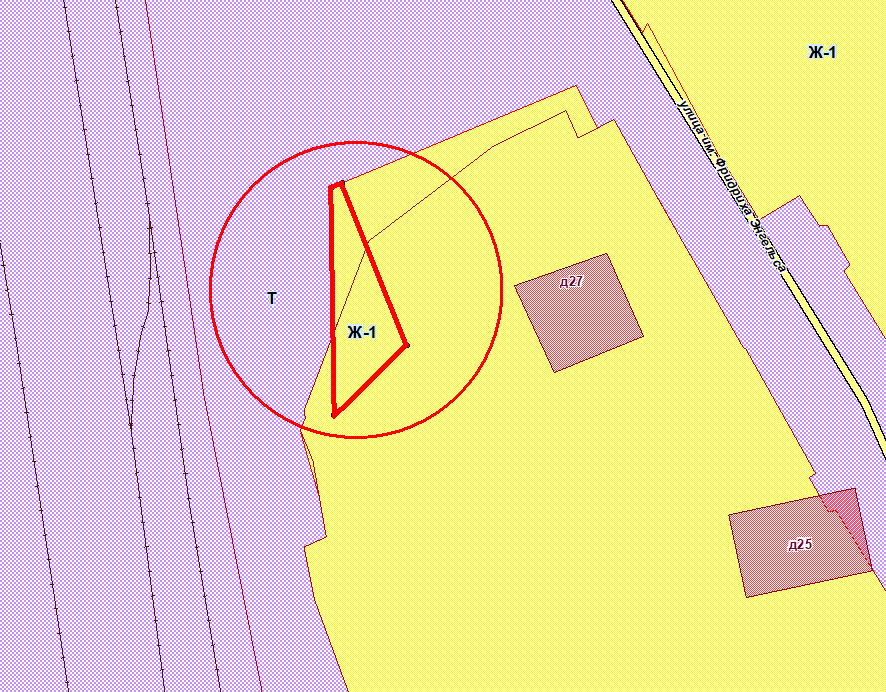 Ж-1
улица им. Фридриха Энгельса
д27
Т
Ж-1
д25